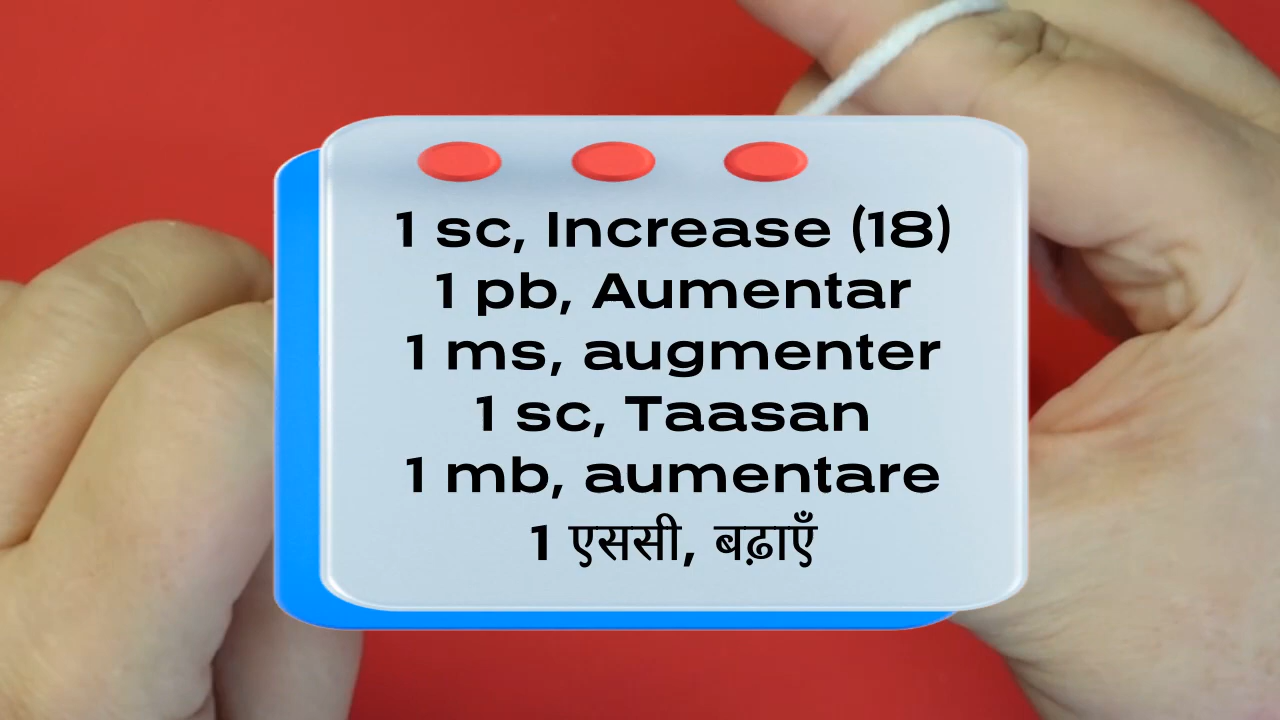 1 sc, Increase (18)
1 pb, Aumentar
1 ms, augmenter
1 sc, Taasan
1 mb, aumentare
1 एससी, बढ़ाएँ